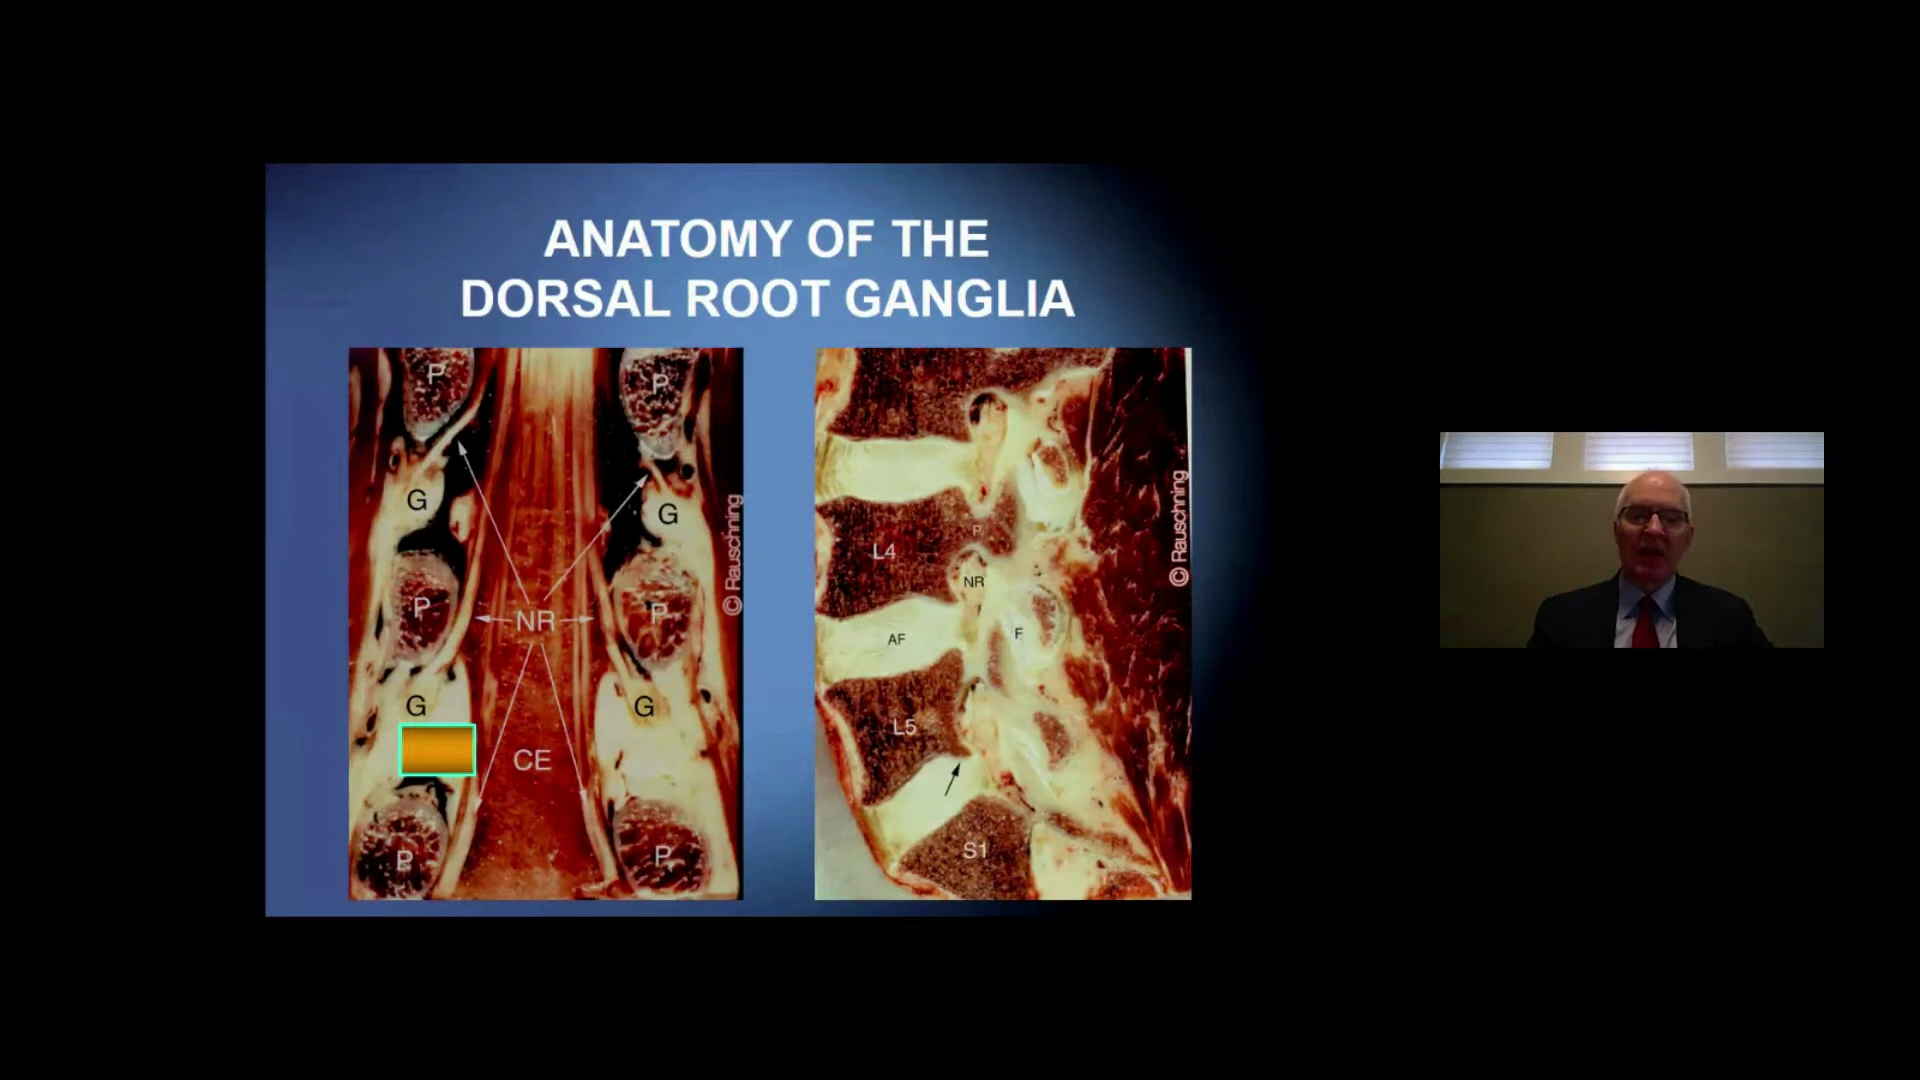 ANATOMY OF THE
DORSAL ROOT GANGLIA
P
P
G
G
P
NR
P
G
G
CE
P
P
© Rauschning
P
L4
NR
AF
F
L5
S1
© Rauschning